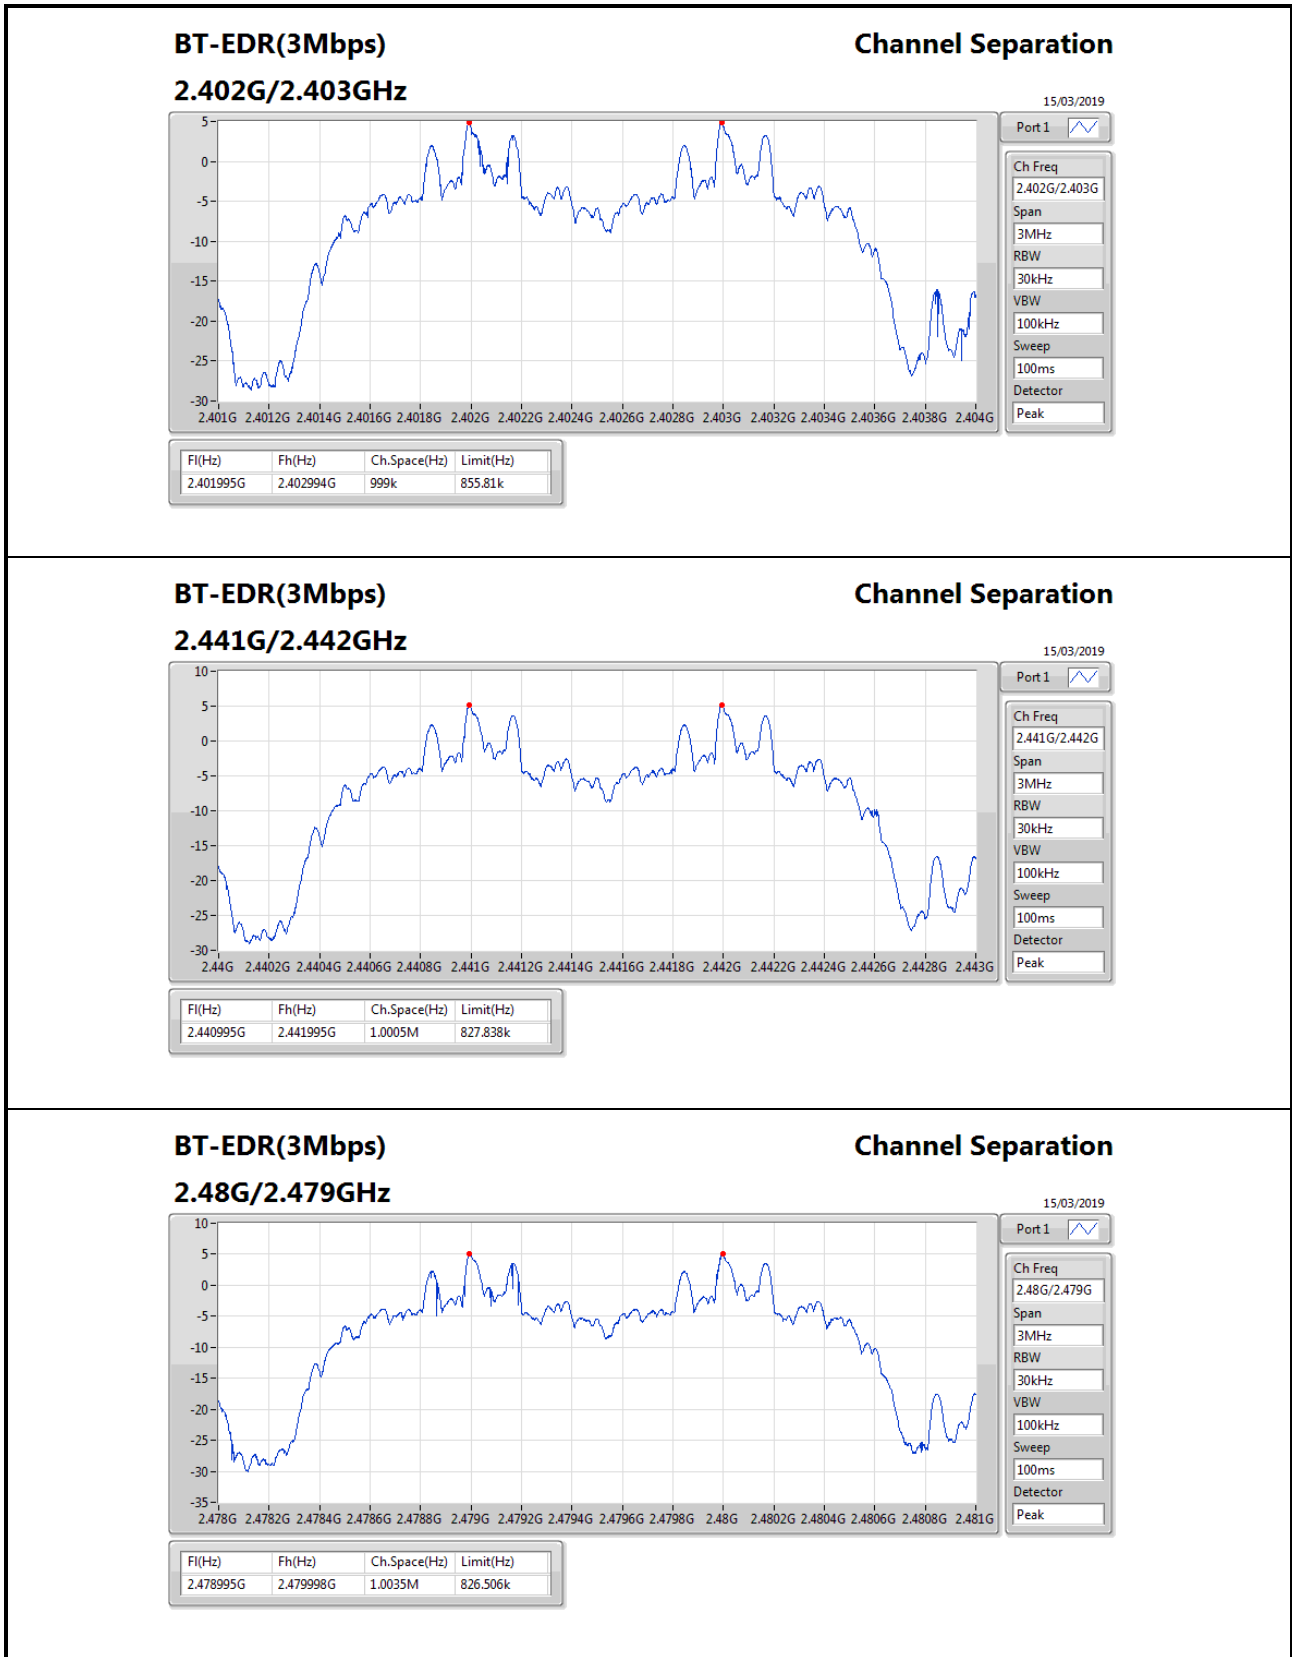 BT-EDR(3Mbps) Channel Separation
2.402G/2.403GHz
15/03/2019
Port 1
5
0
-5
-10
-15
-20
-25
-30
2.401G 2.4012G 2.4014G 2.4016G 2.4018G 2.402G 2.4022G 2.4024G 2.4026G 2.4028G 2.403G 2.4032G 2.4034G 2.4036G 2.4038G 2.404G
Ch Freq
2.402G/2.403G
Span
3MHz
RBW
30kHz
VBW
100kHz
Sweep
100ms
Detector
Peak
Fl(Hz) Fh(Hz) Ch.Space(Hz) Limit(Hz)
2.401995G 2.402994G 999k 855.81k
BT-EDR(3Mbps) Channel Separation
2.441G/2.442GHz
15/03/2019
Port 1
10
5
0
-5
-10
-15
-20
-25
-30
2.44G 2.4402G 2.4404G 2.4406G 2.4408G 2.441G 2.4412G 2.4414G 2.4416G 2.4418G 2.442G 2.4422G 2.4424G 2.4426G 2.4428G 2.443G
Ch Freq
2.441G/2.442G
Span
3MHz
RBW
30kHz
VBW
100kHz
Sweep
100ms
Detector
Peak
Fl(Hz) Fh(Hz) Ch.Space(Hz) Limit(Hz)
2.440995G 2.441995G 1.0005M 827.838k
BT-EDR(3Mbps) Channel Separation
2.48G/2.479GHz
15/03/2019
Port 1
10
5
0
-5
-10
-15
-20
-25
-30
-35
2.478G 2.4782G 2.4784G 2.4786G 2.4788G 2.479G 2.4792G 2.4794G 2.4796G 2.4798G 2.48G 2.4802G 2.4804G 2.4806G 2.4808G 2.481G
Ch Freq
2.48G/2.479G
Span
3MHz
RBW
30kHz
VBW
100kHz
Sweep
100ms
Detector
Peak
Fl(Hz) Fh(Hz) Ch.Space(Hz) Limit(Hz)
2.478995G 2.479998G 1.0035M 826.506k